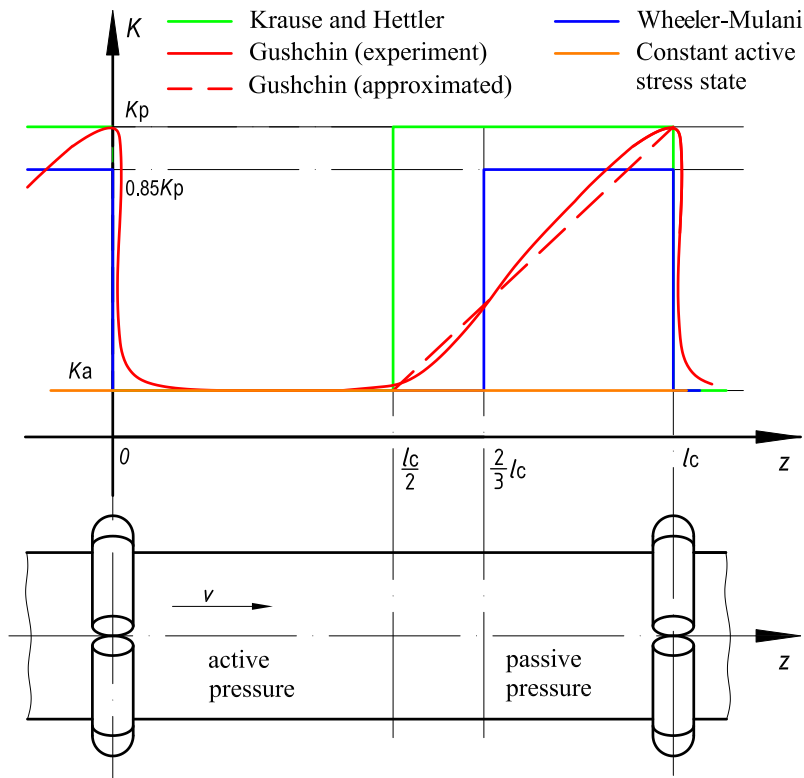 K
Krause and Hettler
Gushchin (experiment)
Gushchin (approximated)
Wheeler-Mulani
Constant active
stress state
Kp
0.85Kp
Ka
0
lc/2
2/3 lc
lc
z
v
active
pressure
passive
pressure
z